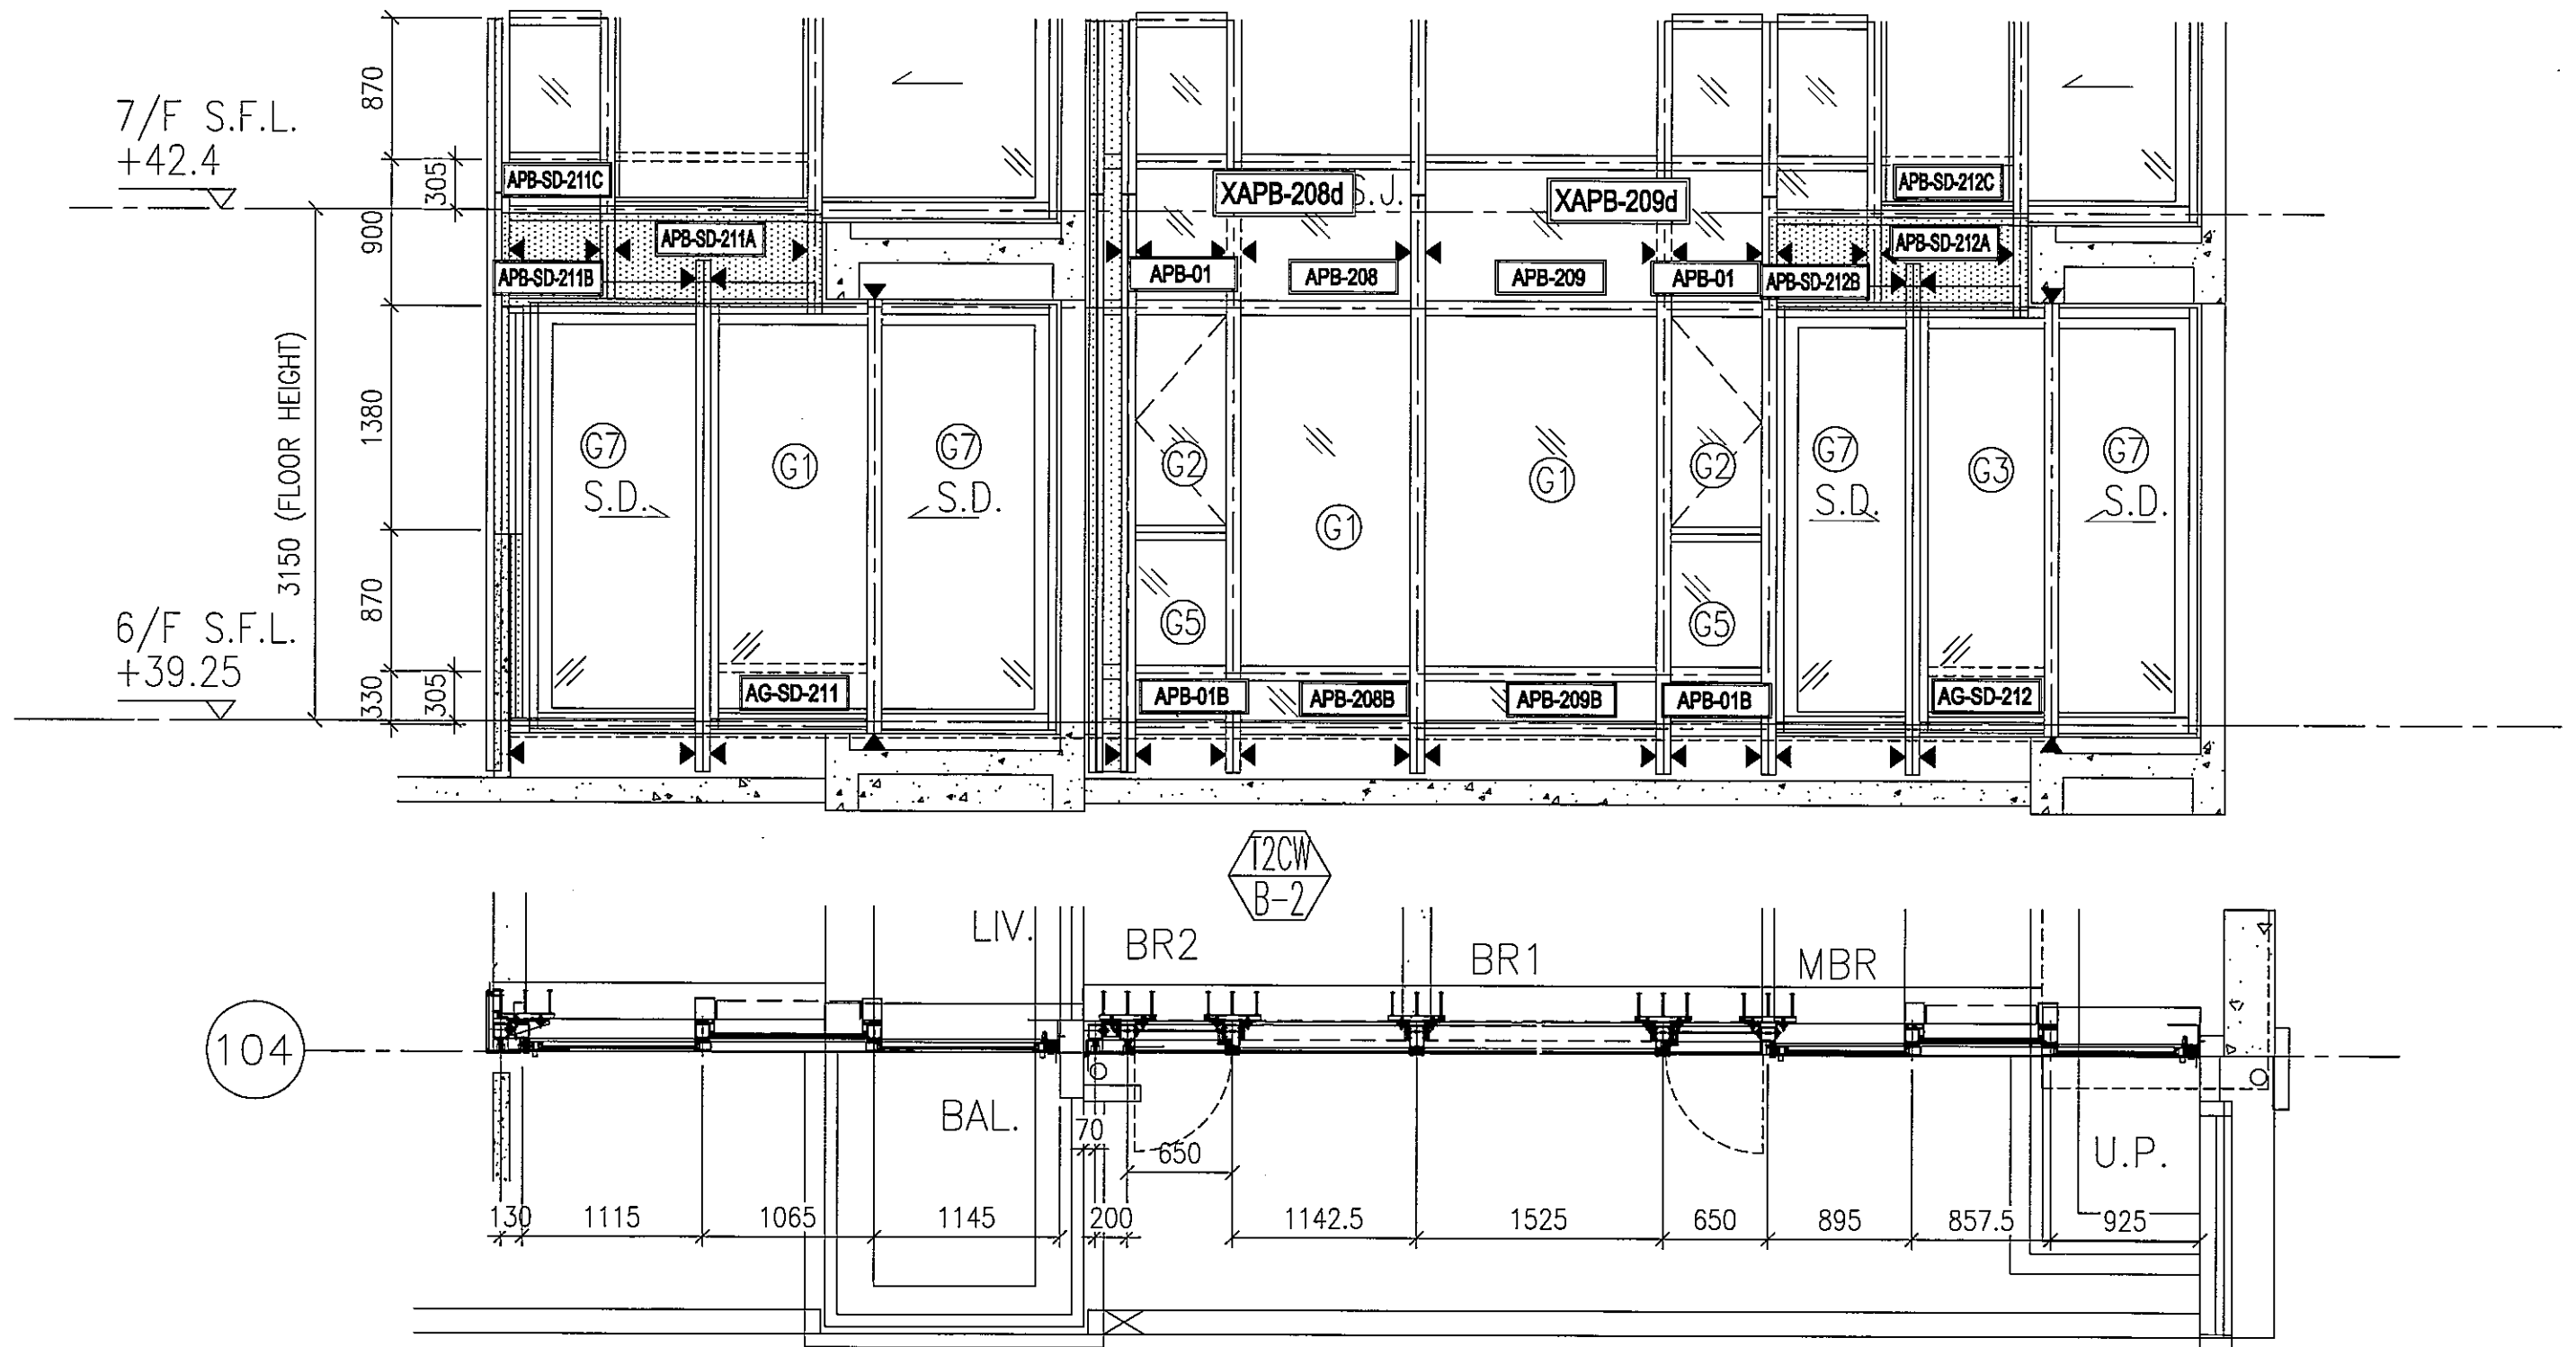 870
7/F S.F.L.
+42.4
305
900
APB-SD-211C
APB-SD-211A
APB-SD-211B
XAPB-208d
S.J.
XAPB-209d
APB-SD-212C
APB-SD-212A
APB-01
APB-208
APB-209
APB-01
APB-SD-212B
3150 (FLOOR HEIGHT)
1380
G7
S.D.
G1
G7
S.D.
G2
G1
G1
G2
G7
S.D.
G3
G7
S.D.
870
G5
G5
6/F S.F.L.
+39.25
330
305
AG-SD-211
APB-01B
APB-208B
APB-209B
APB-01B
AG-SD-212
T2CW
B-2
LIV.
BR2
BR1
MBR
104
BAL.
70
650
U.P.
130
1115
1065
1145
200
1142.5
1525
650
895
857.5
925